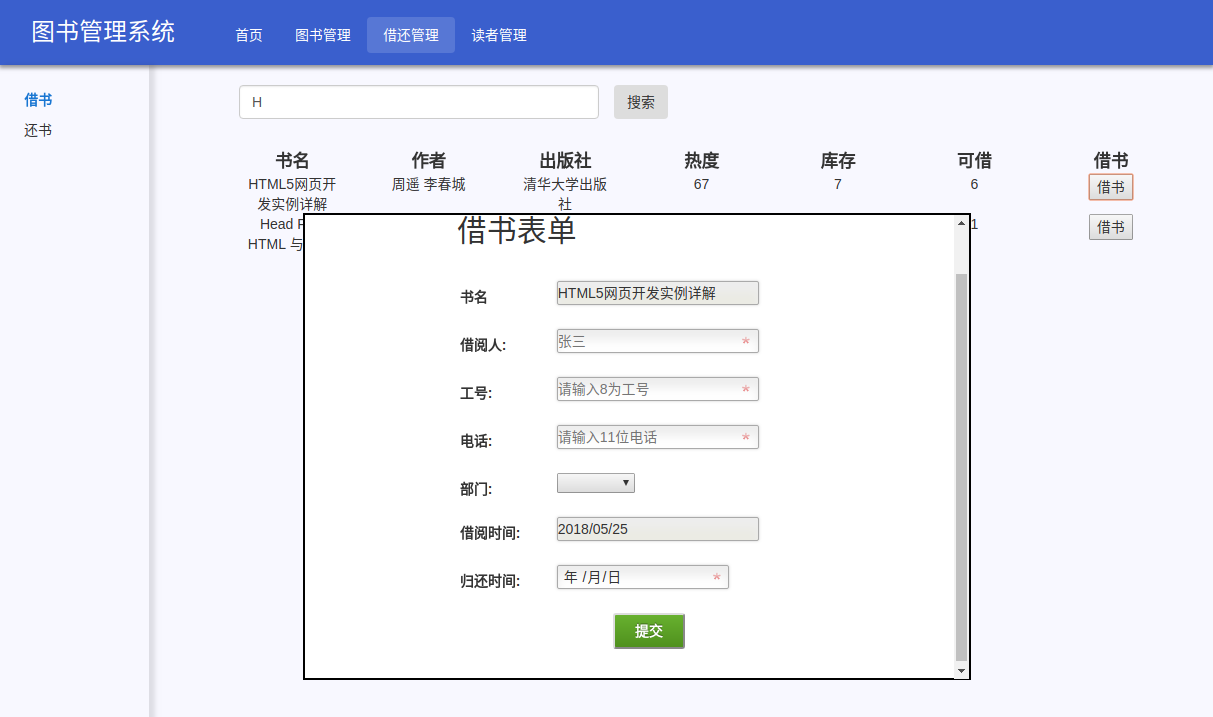 图书管理系统 首页 图书管理 借还管理 读者管理
借书
还书
H 搜索
书名 作者 出版社 热度 库存 可借 借书
HTML5网页开 周遥 李春城 清华大学出版 67 7 6 借书
发实例详解 社
Head 1 借书
HTML 与
借书表单
书名 HTML5网页开发实例详解
借阅人: 张三 *
工号: 请输入8为工号 *
电话: 请输入11位电话 *
部门:
借阅时间: 2018/05/25
归还时间: 年 /月/日 *
提交